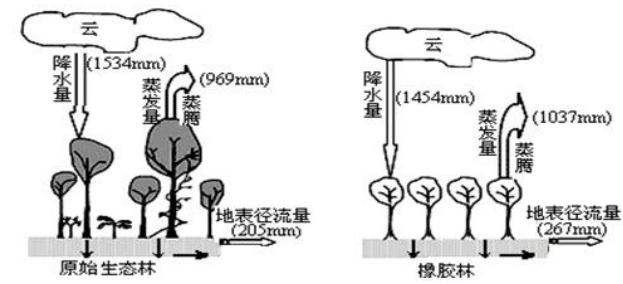 云
降水量
(1534mm)
蒸发量
蒸腾
(969mm)
地表径流量
(205mm)
原始生态林
云
降水量
(1454mm)
蒸发量
蒸腾
(1037mm)
地表径流量
(267mm)
橡胶林